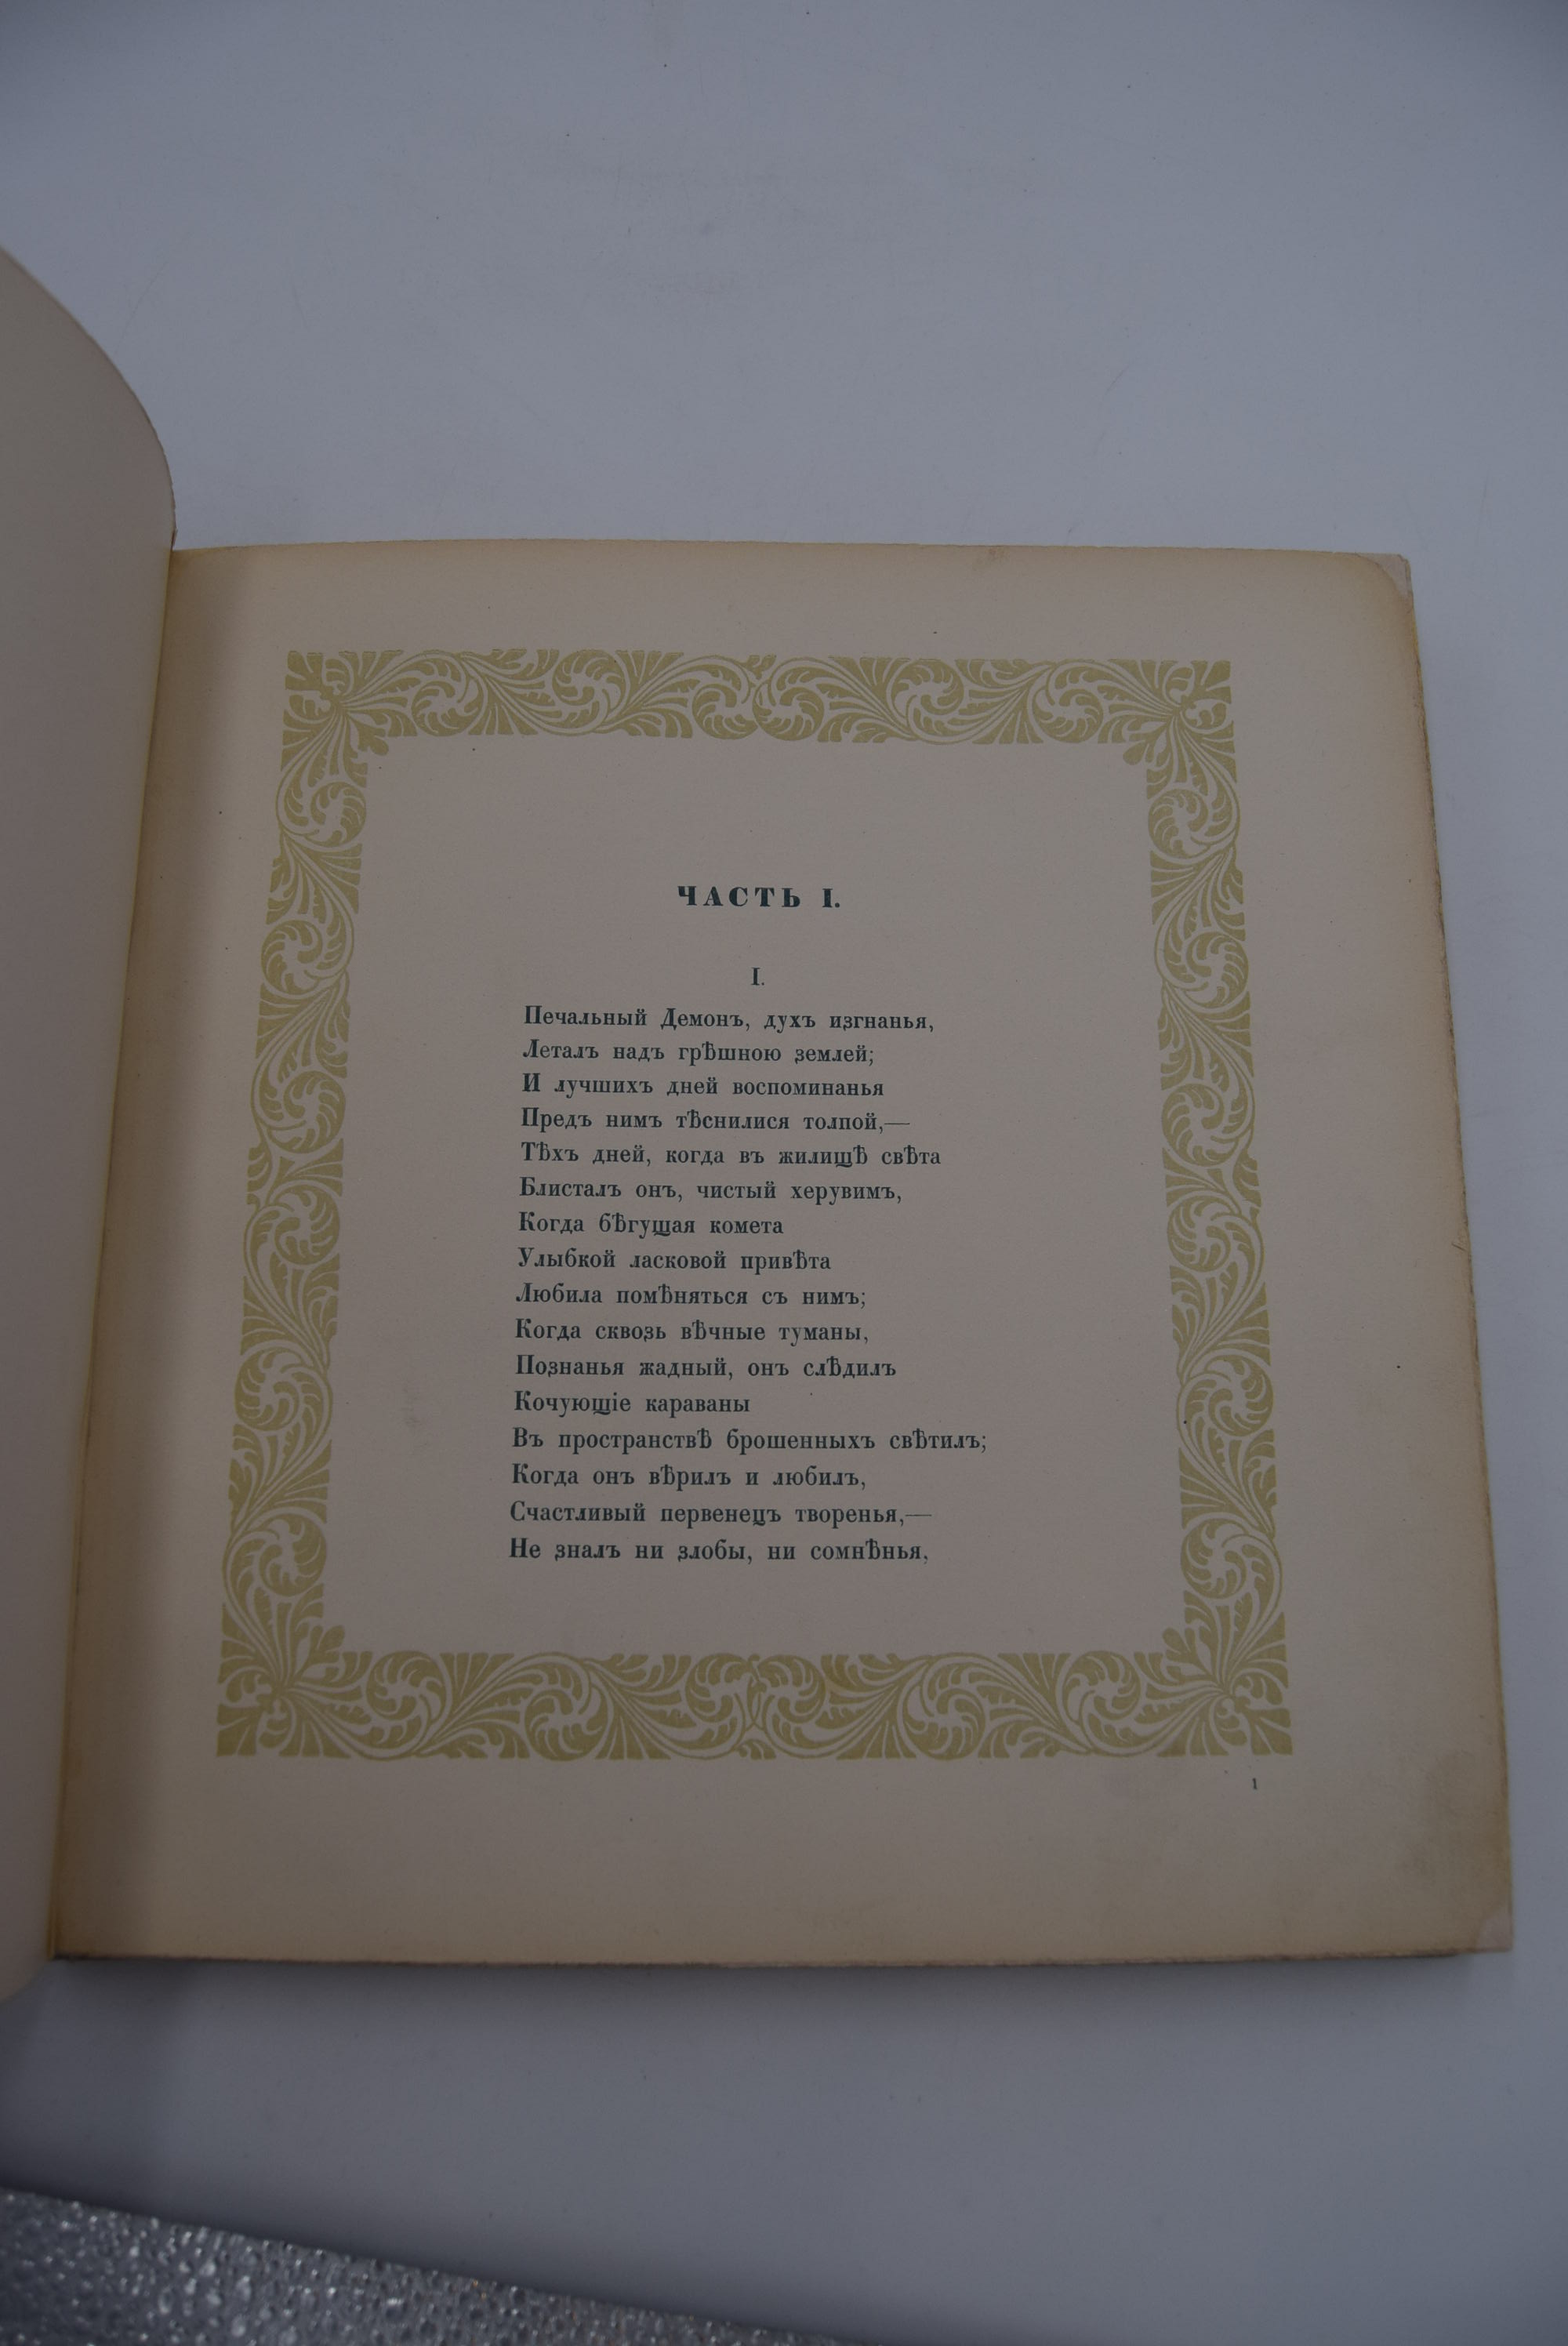 ЧАСТЬ I.
I.
Печальный Демонъ, духъ изгнанья,
Леталъ надъ грѣшною землей;
И лучшихъ дней воспоминанья
Предъ нимъ тѣснилися толпой,—
Тѣхъ дней, когда въ жилищѣ свѣта
Блисталъ онъ, чистый херувимъ,
Когда бѣгущая комета
Улыбкой ласковой привѣта
Любила помѣняться съ нимъ;
Когда сквозь вѣчные туманы,
Познанья жадный, онъ слѣдилъ
Кочующіе караваны
Въ пространствѣ брошенныхъ свѣтилъ;
Когда онъ вѣрилъ и любилъ,
Счастливый первенецъ творенья,—
Не зналъ ни злобы, ни сомнѣнья,
1